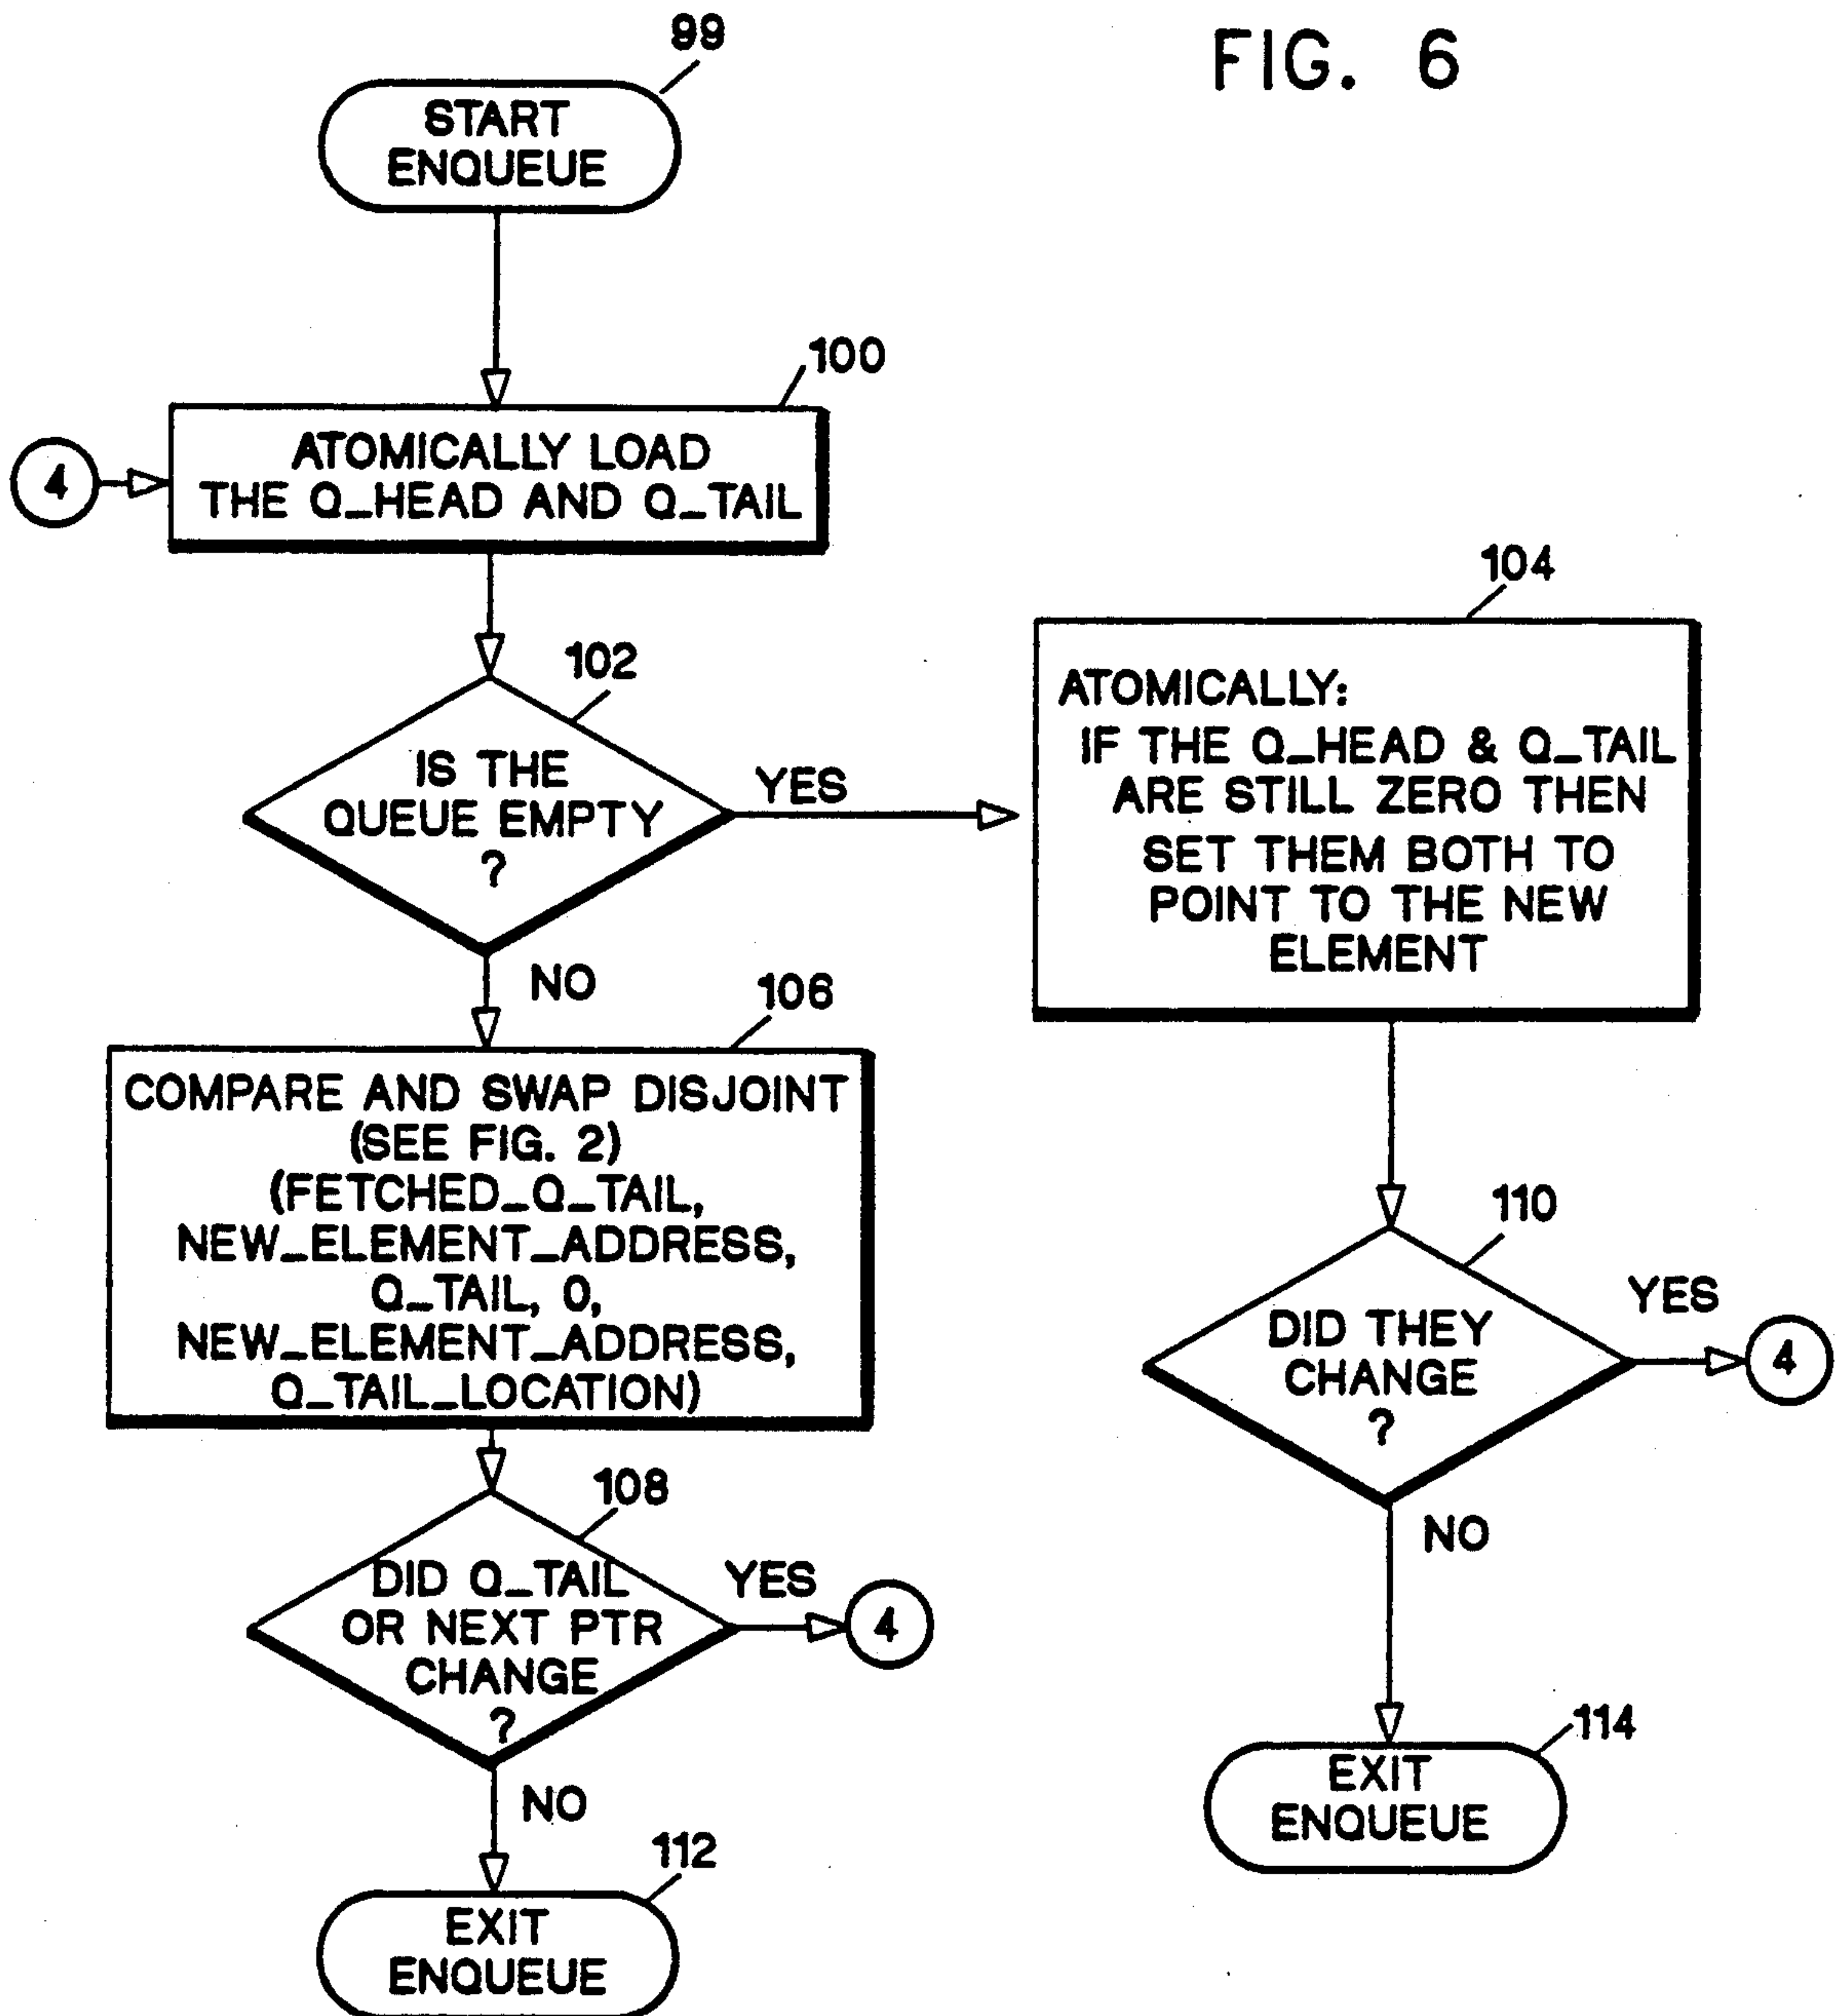 FIG. 6
99
START
ENQUEUE
100
4
ATOMICALLY LOAD
THE Q_HEAD AND Q_TAIL
102
IS THE
QUEUE EMPTY
?
YES
NO
104
ATOMICALLY:
IF THE Q_HEAD & Q_TAIL
ARE STILL ZERO THEN
SET THEM BOTH TO
POINT TO THE NEW
ELEMENT
106
COMPARE AND SWAP DISJOINT
(SEE FIG. 2)
(FETCHED_Q_TAIL,
NEW_ELEMENT_ADDRESS,
Q_TAIL, 0,
NEW_ELEMENT_ADDRESS,
Q_TAIL_LOCATION)
110
DID THEY
CHANGE
?
YES
4
NO
108
DID Q_TAIL
OR NEXT PTR
CHANGE
?
YES
4
NO
114
EXIT
ENQUEUE
112
EXIT
ENQUEUE